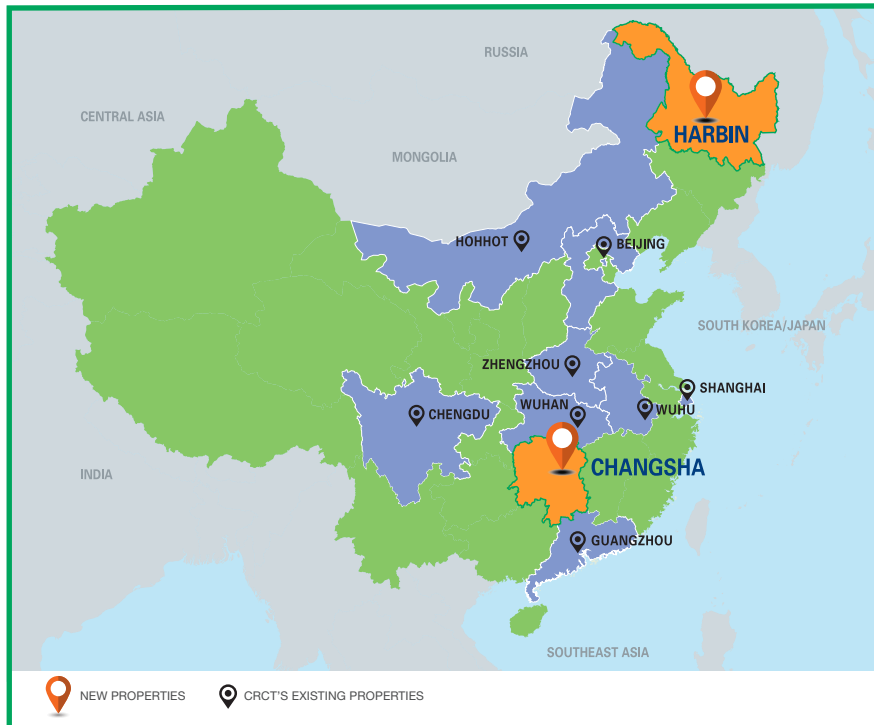 RUSSIA
CENTRAL ASIA
HARBIN
MONGOLIA
HOHHOT
BEIJING
SOUTH KOREA/JAPAN
ZHENGZHOU
SHANGHAI
CHENGDU
WUHAN
WUHU
INDIA
CHANGSHA
GUANGZHOU
SOUTHEAST ASIA
NEW PROPERTIES
CRCT'S EXISTING PROPERTIES